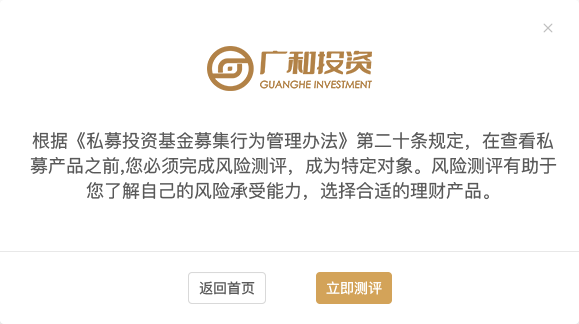 广和投资
GUANGHE INVESTMENT
根据《私募投资基金募集行为管理办法》第二十条规定，在查看私
募产品之前,您必须完成风险测评，成为特定对象。风险测评有助于
您了解自己的风险承受能力，选择合适的理财产品。
返回首页
立即测评